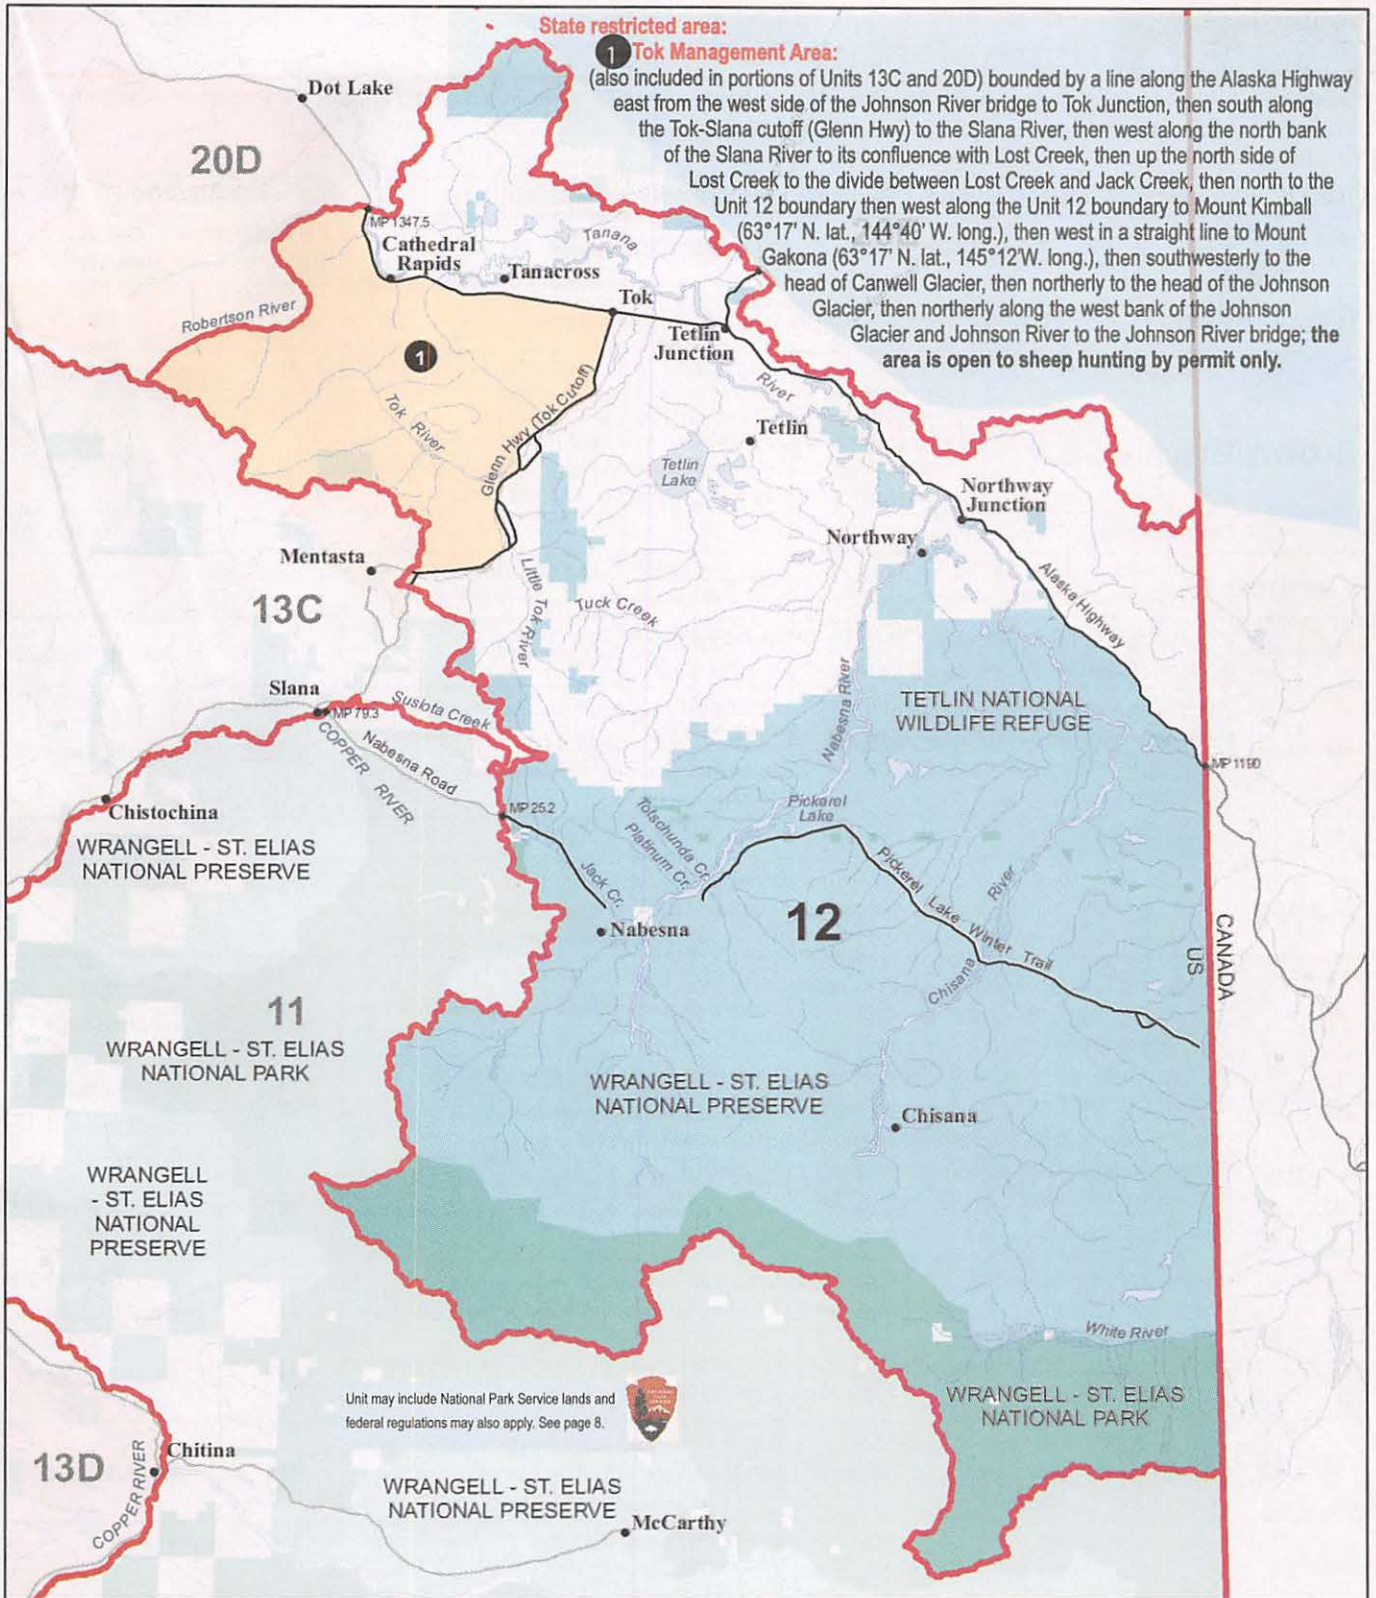 State restricted area:
1 Tok Management Area:
(also included in portions of Units 13C and 20D) bounded by a line along the Alaska Highway
east from the west side of the Johnson River bridge to Tok Junction, then south along
the Tok-Slana cutoff (Glenn Hwy) to the Slana River, then west along the north bank
of the Slana River to its confluence with Lost Creek, then up the north side of
Lost Creek to the divide between Lost Creek and Jack Creek, then north to the
Unit 12 boundary then west along the Unit 12 boundary to Mount Kimball
(63°17' N. lat., 144°40' W. long.), then west in a straight line to Mount
Gakona (63°17' N. lat., 145°12'W. long.), then southwesterly to the
head of Canwell Glacier, then northerly to the head of the Johnson
Glacier, then northerly along the west bank of the Johnson
Glacier and Johnson River to the Johnson River bridge; the
area is open to sheep hunting by permit only.
Dot Lake
20D
MP 1347.5
Cathedral
Rapids
Tanana
Tanacross
Tok
Robertson River
Tetlin
Junction
1
River
Tok River
Glenn Hwy (Tok Cutoff)
Tetlin
Tetlin
Lake
Northway
Junction
Northway
Mentasta
Alaska Highway
13C
Little Tok River
Tuck Creek
Nabesna River
Slana
MP 79.3
Suslota Creek
TETLIN NATIONAL
WILDLIFE REFUGE
COPPER RIVER
Nabesna Road
MP 1190
Chistochina
MP 25.2
Pickerel
Lake
Totschunda Cr.
Platinum Cr.
WRANGELL - ST. ELIAS
NATIONAL PRESERVE
Jack Cr.
Pickerel Lake Winter Trail
River
12
Nabesna
CANADA
US
Chisana
11
WRANGELL - ST. ELIAS
NATIONAL PARK
WRANGELL - ST. ELIAS
NATIONAL PRESERVE
Chisana
WRANGELL
- ST. ELIAS
NATIONAL
PRESERVE
White River
Unit may include National Park Service lands and
federal regulations may also apply. See page 8.
WRANGELL - ST. ELIAS
NATIONAL PARK
13D
COPPER RIVER
Chitina
WRANGELL - ST. ELIAS
NATIONAL PRESERVE
McCarthy